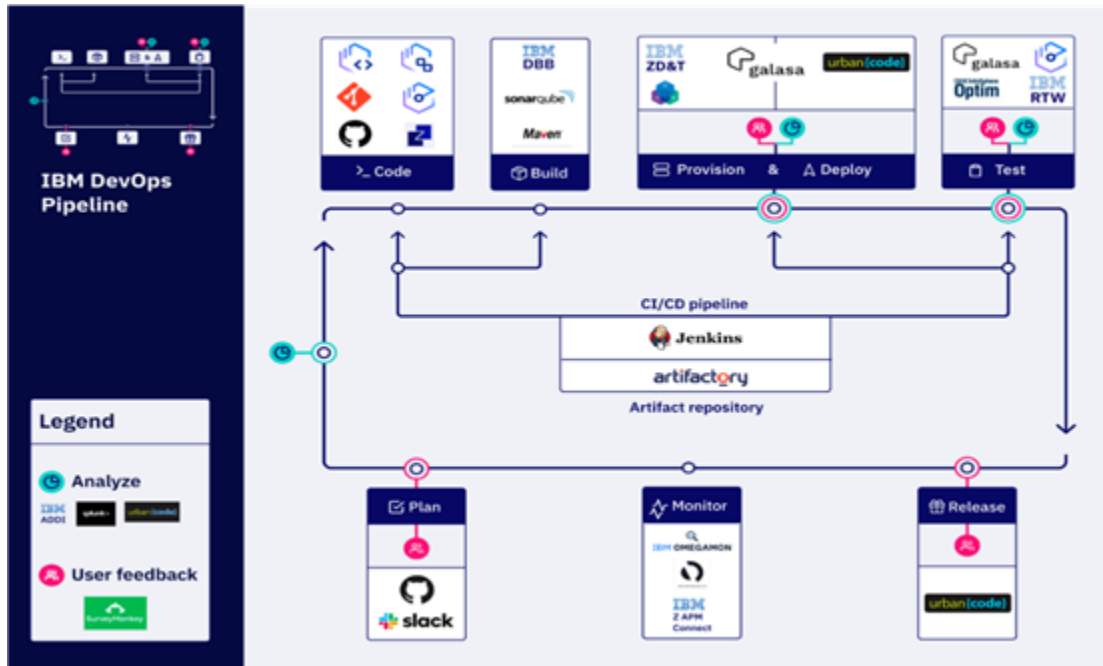 IBM DevOps
Pipeline
Legend
Analyze
IBM
ADDI
splunk>
urban{code}
User feedback
SurveyMonkey
>_ Code
IBM
DBB
sonarqube
Maven
Build
IBM
ZD&T
galasa
urban{code}
Provision & Deploy
galasa
Optim
IBM
RTW
Test
CI/CD pipeline
Jenkins
artifactory
Artifact repository
Plan
slack
Monitor
IBM OMEGAMON
IBM
Z APM
Connect
Release
urban{code}